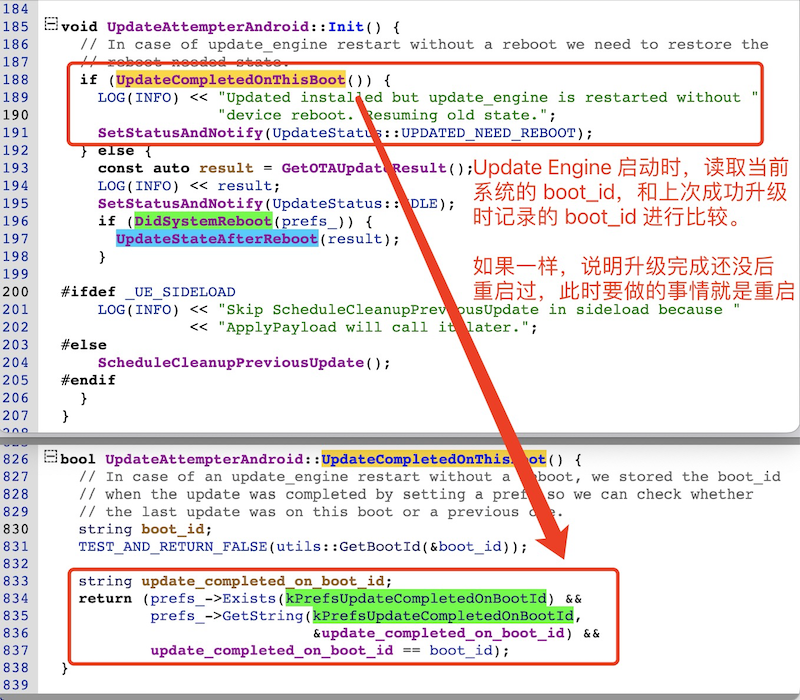 184
185 void UpdateAttempterAndroid::Init() {
186 // In case of update_engine restart without a reboot we need to restore the
187 // reboot needed state.
188 if (UpdateCompletedOnThisBoot()) {
189 LOG(INFO) << "Updated installed but update_engine is restarted without "
190 "device reboot. Resuming old state.";
191 SetStatusAndNotify(UpdateStatus::UPDATED_NEED_REBOOT);
192 } else {
193 const auto result = GetOTAUpdateResult();
194 LOG(INFO) << result;
195 SetStatusAndNotify(UpdateStatus::IDLE);
196 if (DidSystemReboot(prefs_)) {
197 UpdateStateAfterReboot(result);
198 }
199
200 #ifdef _UE_SIDELOAD
201 LOG(INFO) << "Skip ScheduleCleanupPreviousUpdate in sideload because "
202 << "ApplyPayload will call it later.";
203 #else
204 ScheduleCleanupPreviousUpdate();
205 #endif
206 }
207 }
Update Engine 启动时，读取当前
系统的 boot_id，和上次成功升级
时记录的 boot_id 进行比较。
如果一样，说明升级完成还没后
重启过，此时要做的事情就是重启
826 bool UpdateAttempterAndroid::UpdateCompletedOnThisBoot() {
827 // In case of an update_engine restart without a reboot, we stored the boot_id
828 // when the update was completed by setting a pref, so we can check whether
829 // the last update was on this boot or a previous one.
830 string boot_id;
831 TEST_AND_RETURN_FALSE(utils::GetBootId(&boot_id));
832
833 string update_completed_on_boot_id;
834 return (prefs_->Exists(kPrefsUpdateCompletedOnBootId) &&
835 prefs_->GetString(kPrefsUpdateCompletedOnBootId,
836 &update_completed_on_boot_id) &&
837 update_completed_on_boot_id == boot_id);
838 }
839